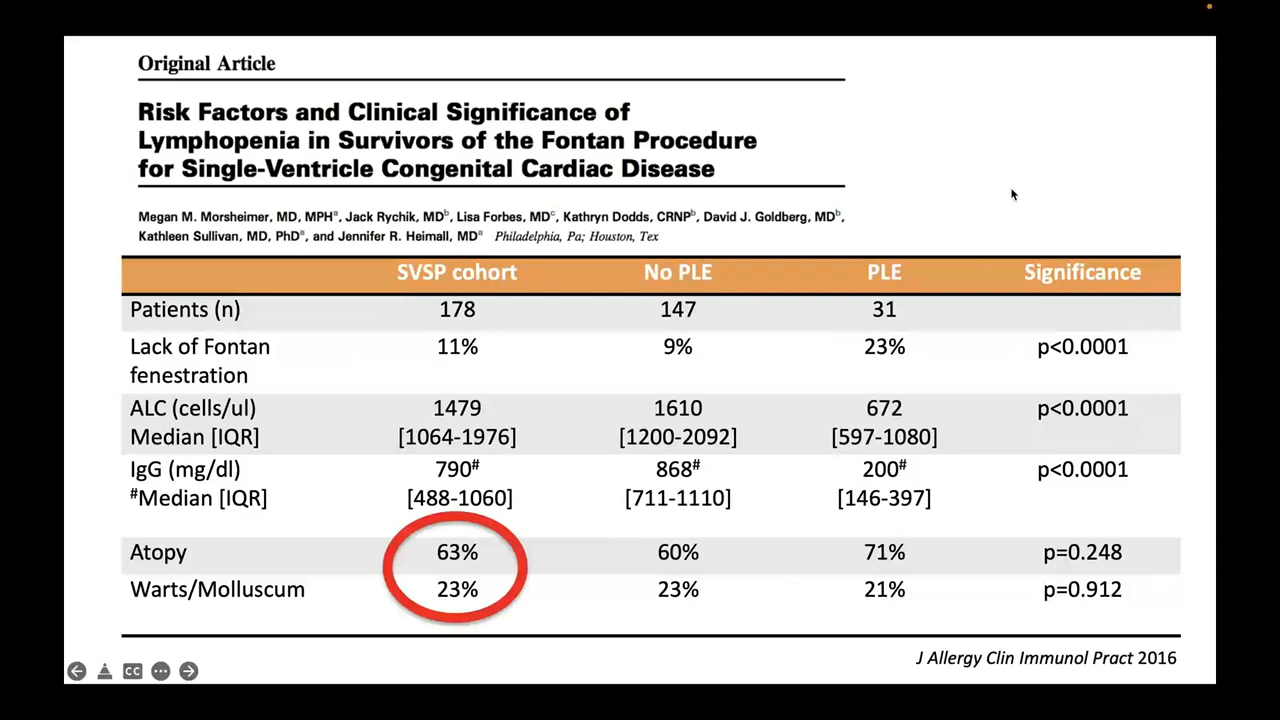 Original Article
Risk Factors and Clinical Significance of
Lymphopenia in Survivors of the Fontan Procedure
for Single-Ventricle Congenital Cardiac Disease
Megan M. Morsheimer, MD, MPHᵃ, Jack Rychik, MDᵇ, Lisa Forbes, MDᶜ, Kathryn Dodds, CRNPᵇ, David J. Goldberg, MDᵇ,
Kathleen Sullivan, MD, PhDᵃ, and Jennifer R. Heimall, MDᵃ Philadelphia, Pa; Houston, Tex
SVSP cohort No PLE PLE Significance
Patients (n) 178 147 31
Lack of Fontan 11% 9% 23% p<0.0001
fenestration
ALC (cells/ul) 1479 1610 672 p<0.0001
Median [IQR] [1064-1976] [1200-2092] [597-1080]
IgG (mg/dl) 790# 868# 200# p<0.0001
#Median [IQR] [488-1060] [711-1110] [146-397]
Atopy 63% 60% 71% p=0.248
Warts/Molluscum 23% 23% 21% p=0.912
J Allergy Clin Immunol Pract 2016
CC